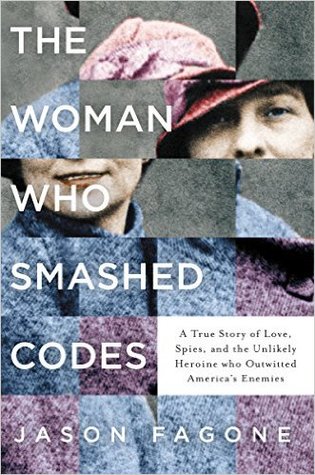 THE
WOMAN
WHO
SMASHED
CODES
A True Story of Love,
Spies, and the Unlikely
Heroine who Outwitted
America's Enemies
JASON FAGONE